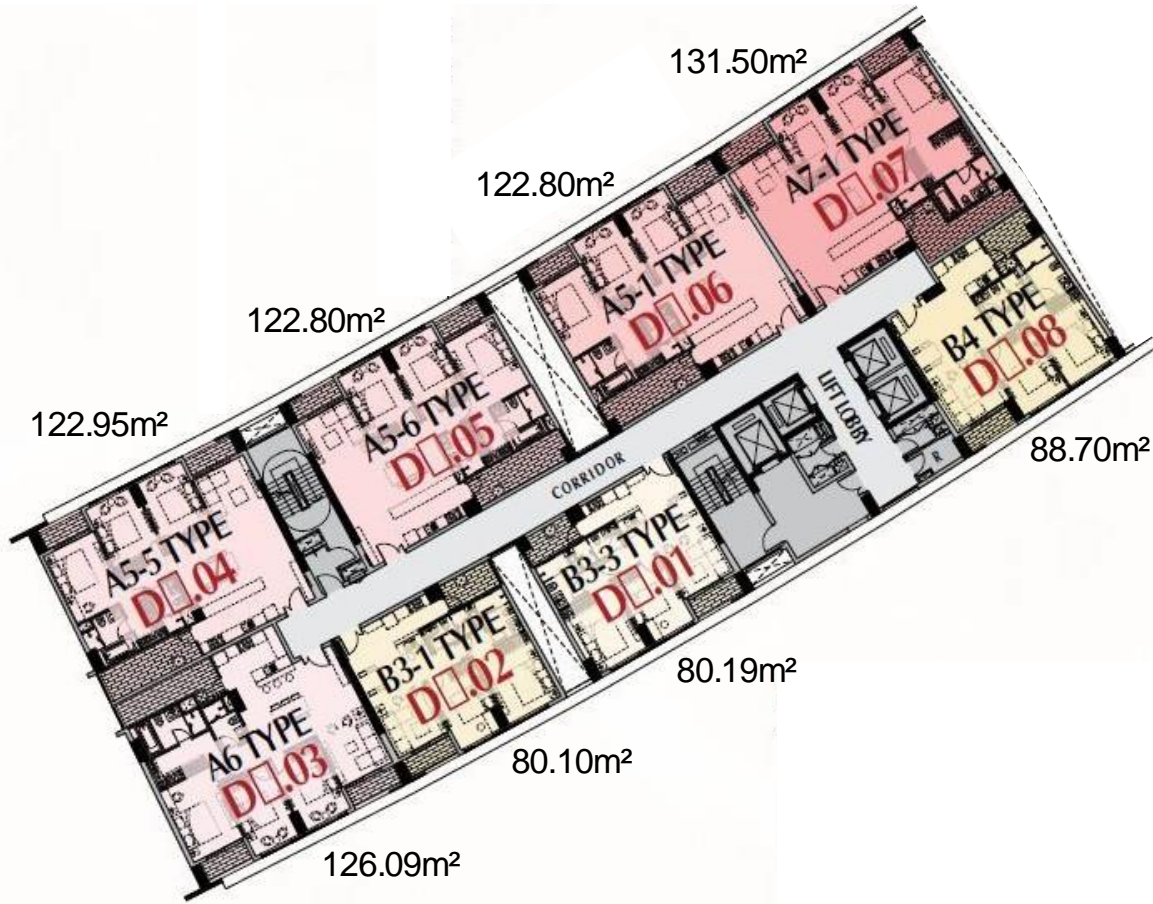 131.50m²
A7-1 TYPE
D□.07
122.80m²
A5-1 TYPE
D□.06
122.80m²
A5-6 TYPE
D□.05
122.95m²
A5-5 TYPE
D□.04
B4 TYPE
D□.08
88.70m²
LIFT LOBBY
R
CORRIDOR
B3-3 TYPE
D□.01
80.19m²
B3-1 TYPE
D□.02
80.10m²
A6 TYPE
D□.03
126.09m²